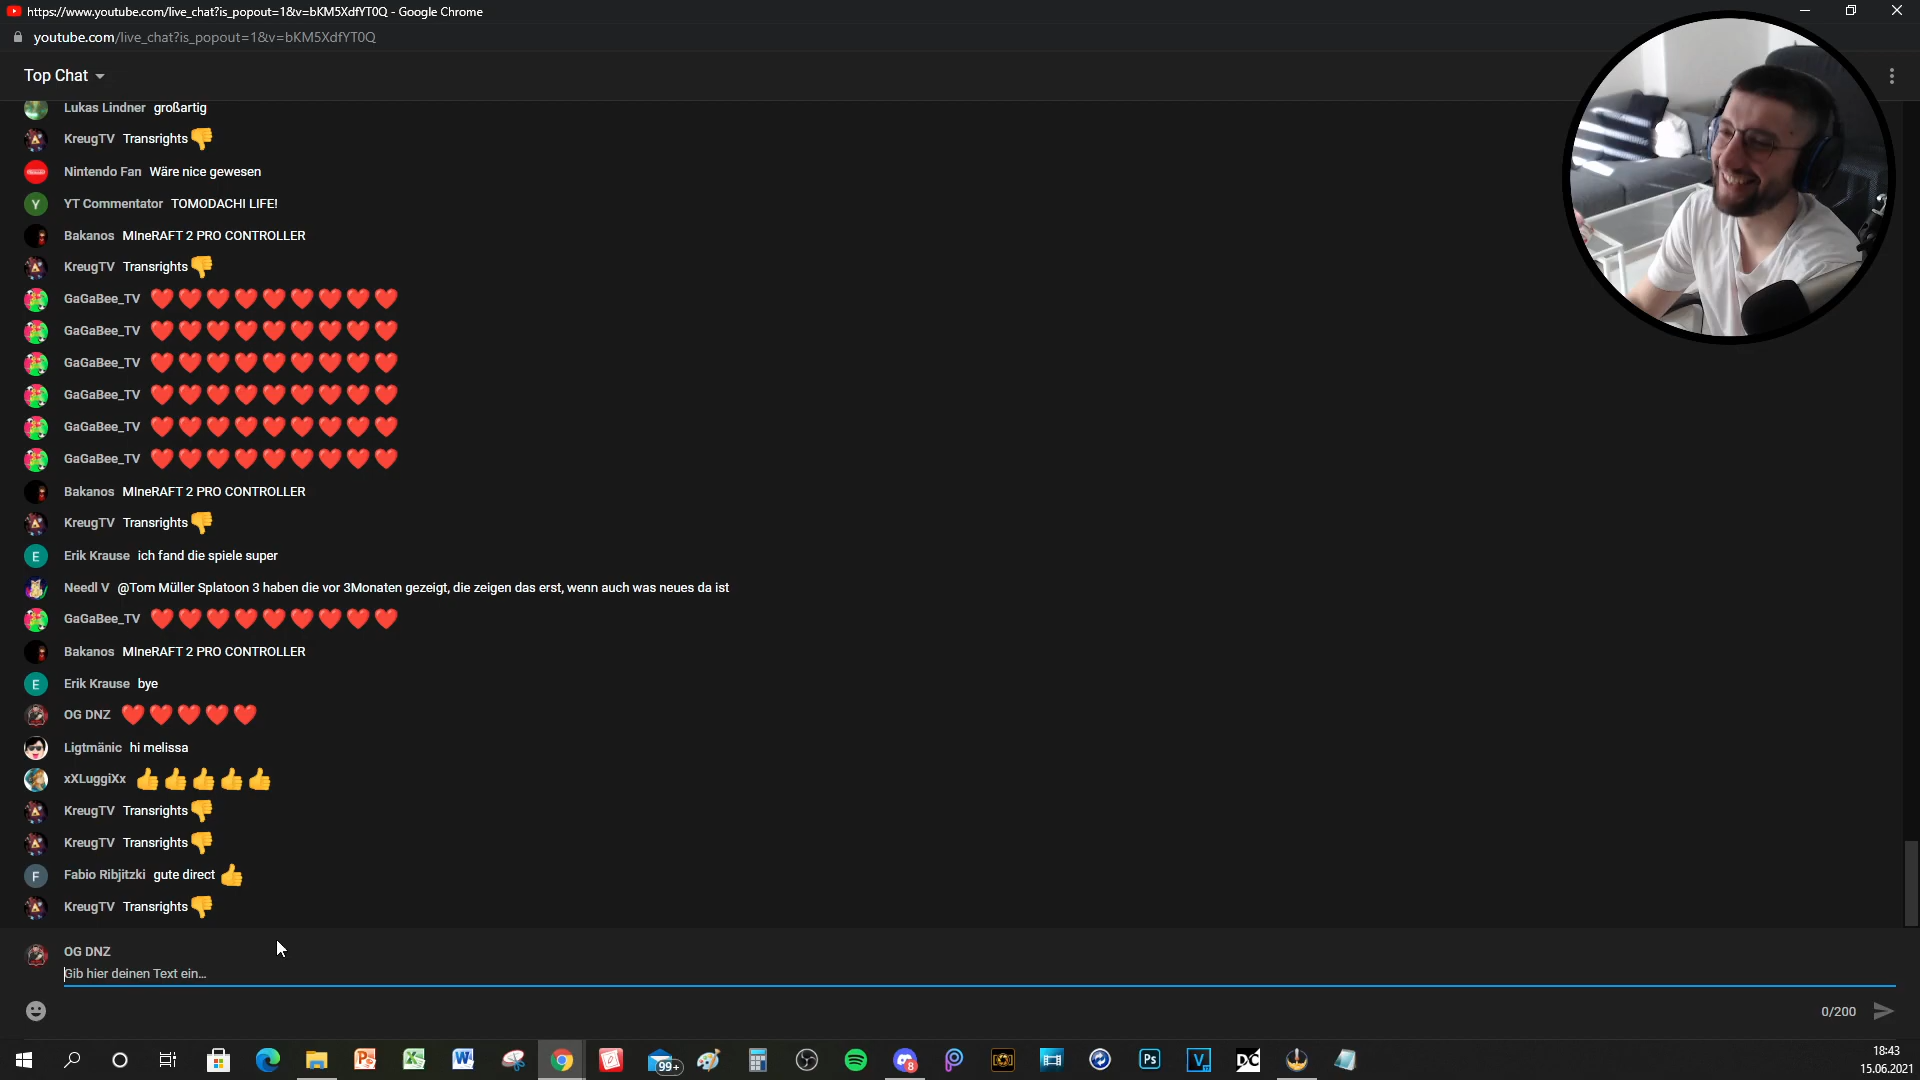 https://www.youtube.com/live_chat?is_popout=1&v=bKM5XdfYT0Q - Google Chrome
youtube.com/live_chat?is_popout=1&v=bKM5XdfYT0Q
Top Chat
Lukas Lindner großartig
KreugTV Transrights👎
Nintendo Fan Wäre nice gewesen
Y YT Commentator TOMODACHI LIFE!
Bakanos MIneRAFT 2 PRO CONTROLLER
KreugTV Transrights👎
GaGaBee_TV ❤️❤️❤️❤️❤️❤️❤️❤️❤️
GaGaBee_TV ❤️❤️❤️❤️❤️❤️❤️❤️❤️
GaGaBee_TV ❤️❤️❤️❤️❤️❤️❤️❤️❤️
GaGaBee_TV ❤️❤️❤️❤️❤️❤️❤️❤️❤️
GaGaBee_TV ❤️❤️❤️❤️❤️❤️❤️❤️❤️
GaGaBee_TV ❤️❤️❤️❤️❤️❤️❤️❤️❤️
Bakanos MIneRAFT 2 PRO CONTROLLER
KreugTV Transrights👎
E Erik Krause ich fand die spiele super
Needl V @Tom Müller Splatoon 3 haben die vor 3Monaten gezeigt, die zeigen das erst, wenn auch was neues da ist
GaGaBee_TV ❤️❤️❤️❤️❤️❤️❤️❤️❤️
Bakanos MIneRAFT 2 PRO CONTROLLER
E Erik Krause bye
OG DNZ ❤️❤️❤️❤️❤️
Ligtmänic hi melissa
xXLuggiXx 👍👍👍👍👍
KreugTV Transrights👎
KreugTV Transrights👎
F Fabio Ribjitzki gute direct 👍
KreugTV Transrights👎
OG DNZ
Gib hier deinen Text ein...
0/200
99+
8
Ps
V
DC
18:43
15.06.2021